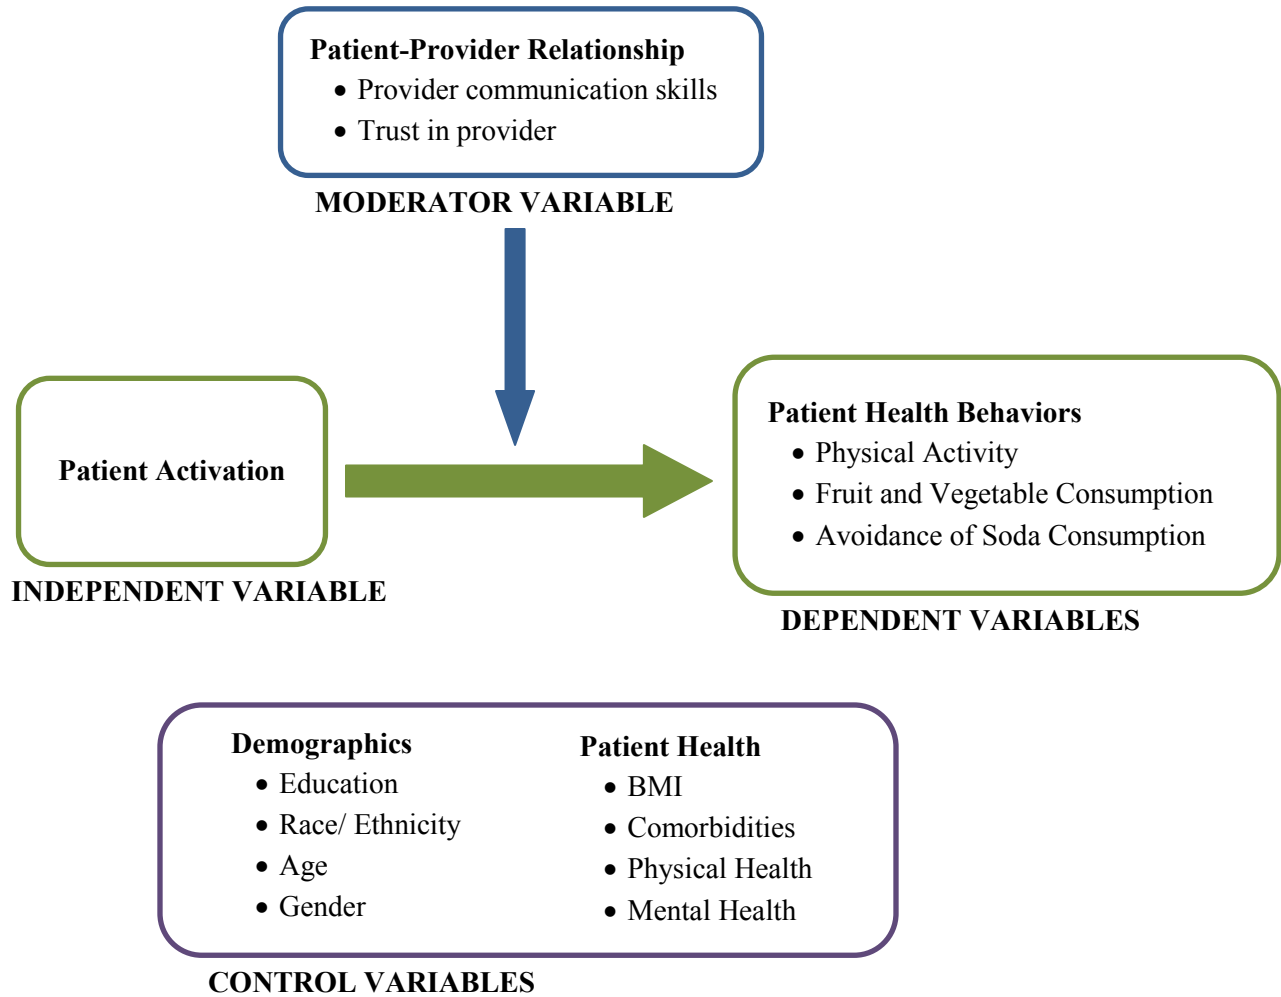 Patient-Provider Relationship
• Provider communication skills
• Trust in provider
MODERATOR VARIABLE
Patient Activation
INDEPENDENT VARIABLE
Patient Health Behaviors
• Physical Activity
• Fruit and Vegetable Consumption
• Avoidance of Soda Consumption
DEPENDENT VARIABLES
Demographics
• Education
• Race/ Ethnicity
• Age
• Gender
Patient Health
• BMI
• Comorbidities
• Physical Health
• Mental Health
CONTROL VARIABLES